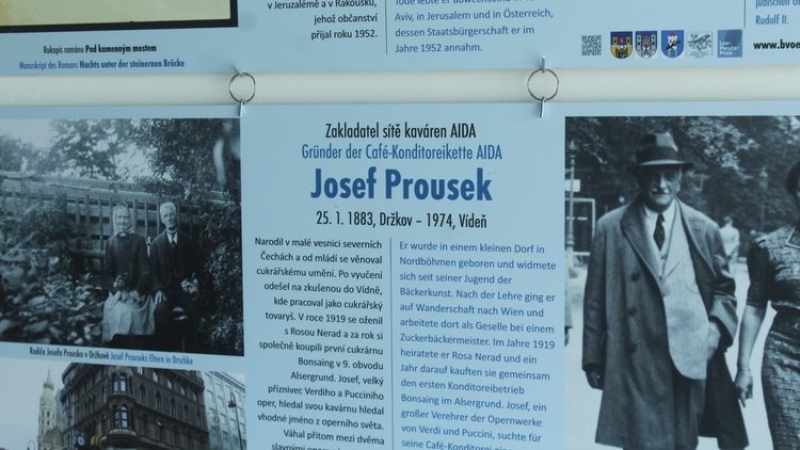 v Jeruzalémě a v Rakousku,
jehož občanství
přijal roku 1952.
Aviv, in Jerusalem und in Österreich,
dessen Staatsbürgerschaft er im
Jahre 1952 annahm.
jüdischen
Rudolf II.
www.bvoe
Rukopis románu Pod kamenným mostem
Manuskript des Romans Nachts unter der steinernen Brücke
Zakladatel sítě kaváren AIDA
Gründer der Café-Konditoreikette AIDA
Josef Prousek
25. 1. 1883, Držkov – 1974, Vídeň
Narodil v malé vesnici severních
Čechách a od mládí se věnoval
cukrářskému umění. Po vyučení
odešel na zkušenou do Vídně,
kde pracoval jako cukrářský
tovaryš. V roce 1919 se oženil
s Rosou Nerad a za rok si
společně koupili první cukrárnu
Bonsaing v 9. obvodu
Alsergrund. Josef, velký
příznivec Verdiho a Pucciniho
oper, hledal svou kavárnu hledal
vhodné jméno z operního světa.
Váhal přitom mezi dvěma
slavnými
Er wurde in einem kleinen Dorf in
Nordböhmen geboren und widmete
sich seit seiner Jugend der
Bäckerkunst. Nach der Lehre ging er
auf Wanderschaft nach Wien und
arbeitete dort als Geselle bei einem
Zuckerbäckermeister. Im Jahre 1919
heiratete er Rosa Nerad und ein
Jahr darauf kauften sie gemeinsam
den ersten Konditoreibetrieb
Bonsaing im Alsergrund. Josef, ein
großer Verehrer der Opernwerke
von Verdi und Puccini, suchte für
seine Café-Konditorei
Rodiče Josefa Prouska v Držkově Josef Prouseks Eltern in Drschke